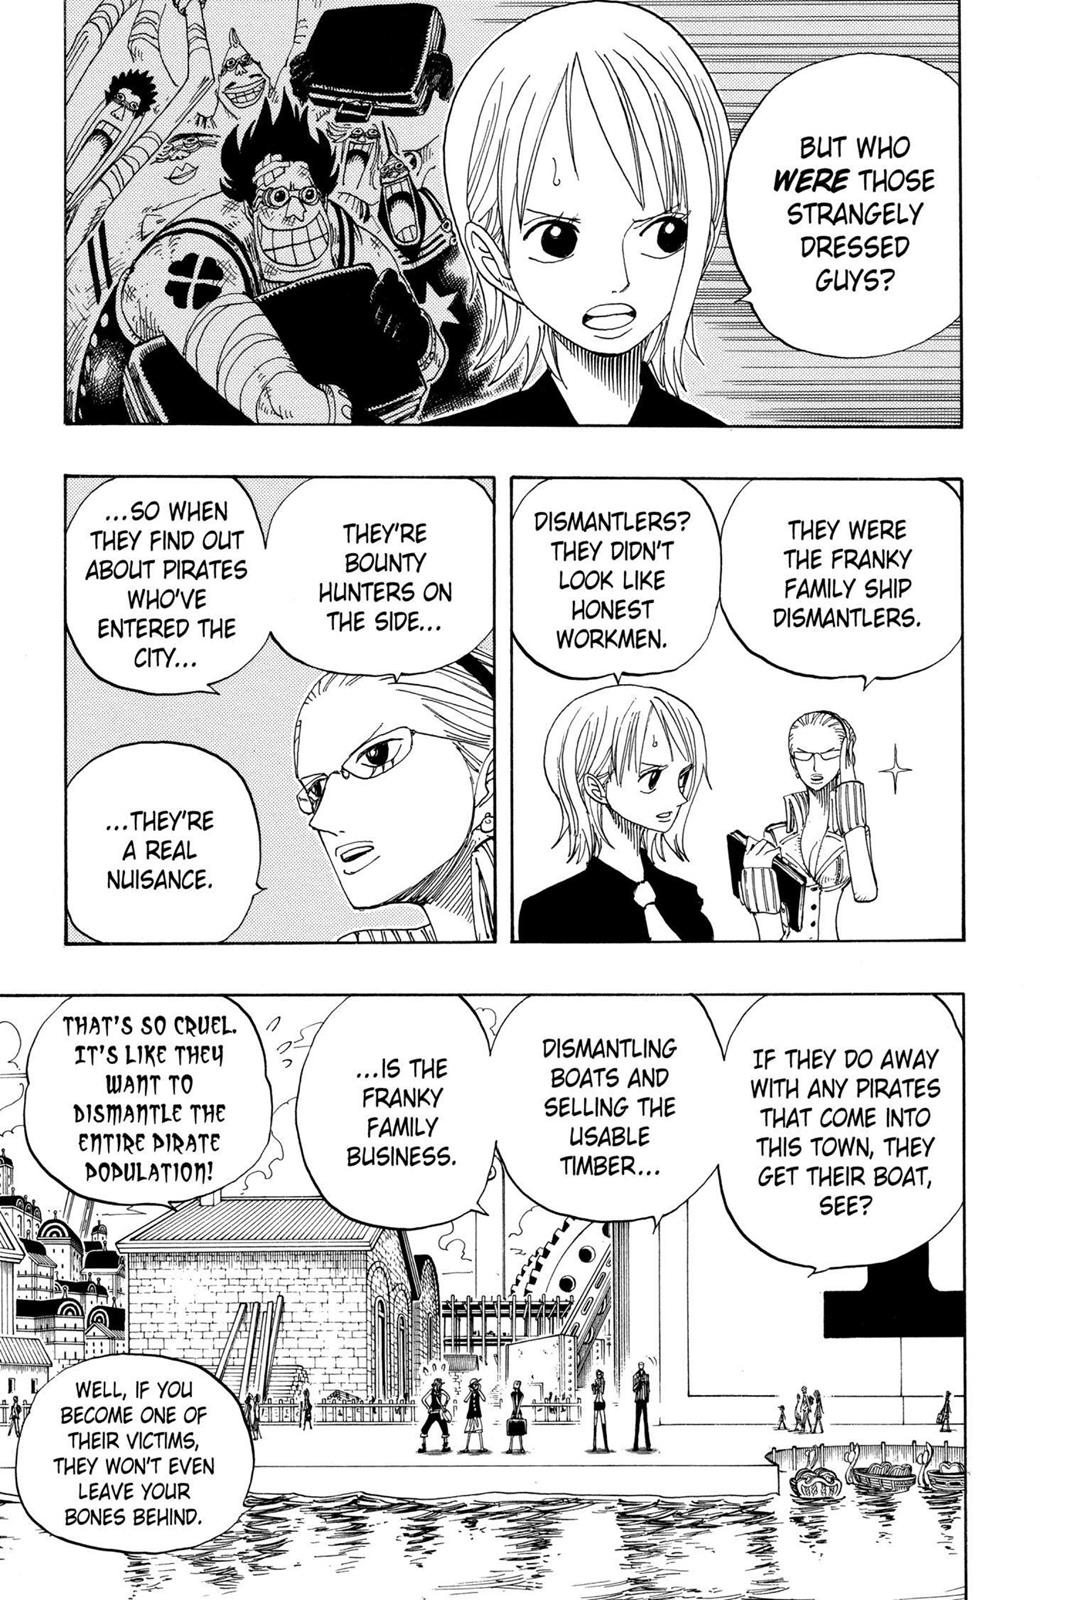 BUT WHO
WERE THOSE
STRANGELY
DRESSED
GUYS?
THEY WERE
THE FRANKY
FAMILY SHIP
DISMANTLERS.
DISMANTLERS?
THEY DIDN'T
LOOK LIKE
HONEST
WORKMEN.
THEY'RE
BOUNTY
HUNTERS ON
THE SIDE...
...SO WHEN
THEY FIND OUT
ABOUT PIRATES
WHO'VE
ENTERED THE
CITY...
...THEY'RE
A REAL
NUISANCE.
IF THEY DO AWAY
WITH ANY PIRATES
THAT COME INTO
THIS TOWN, THEY
GET THEIR BOAT,
SEE?
DISMANTLING
BOATS AND
SELLING THE
USABLE
TIMBER...
...IS THE
FRANKY
FAMILY
BUSINESS.
THAT'S SO CRUEL.
IT'S LIKE THEY
WANT TO
DISMANTLE THE
ENTIRE PIRATE
POPULATION!
WELL, IF YOU
BECOME ONE OF
THEIR VICTIMS,
THEY WON'T EVEN
LEAVE YOUR
BONES BEHIND.